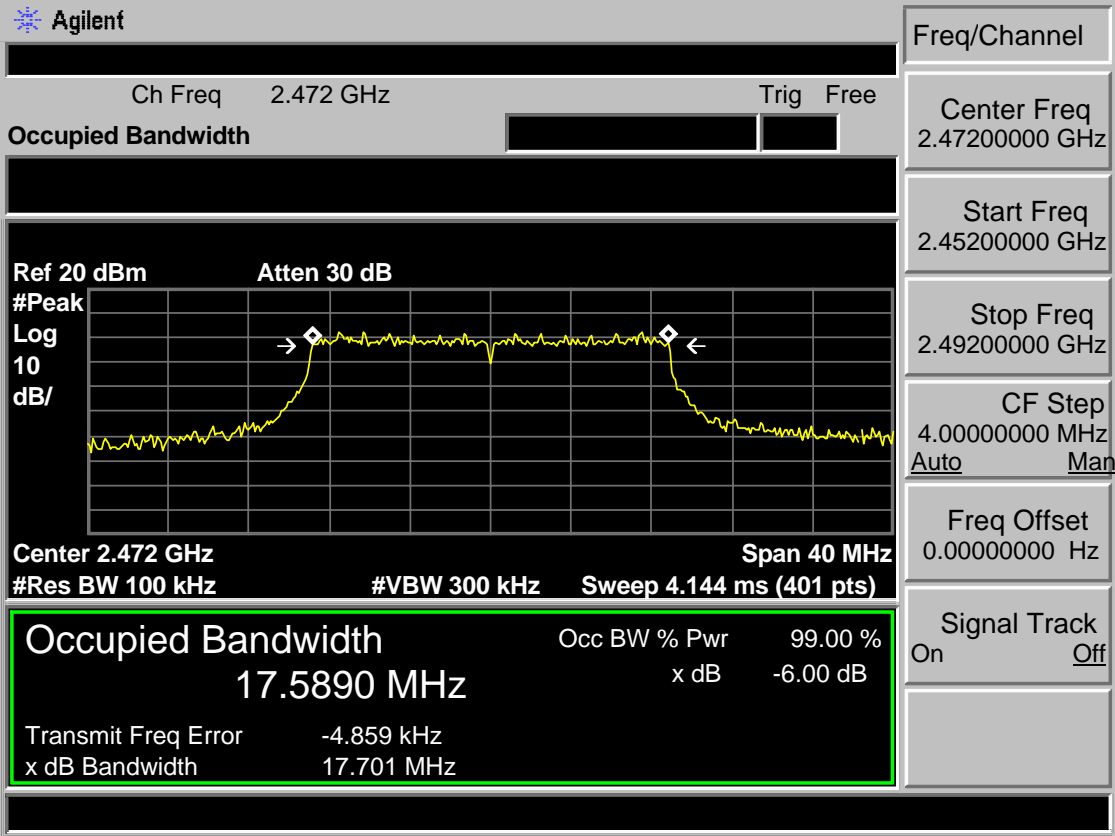 Agilent
Freq/Channel
Ch Freq 2.472 GHz Trig Free
Occupied Bandwidth
Center Freq
2.47200000 GHz
Start Freq
2.45200000 GHz
Stop Freq
2.49200000 GHz
CF Step
4.00000000 MHz
Auto Man
Freq Offset
0.00000000 Hz
Signal Track
On Off
Ref 20 dBm Atten 30 dB
#Peak
Log
10
dB/
Center 2.472 GHz Span 40 MHz
#Res BW 100 kHz #VBW 300 kHz Sweep 4.144 ms (401 pts)
Occupied Bandwidth
17.5890 MHz
Occ BW % Pwr 99.00 %
x dB -6.00 dB
Transmit Freq Error -4.859 kHz
x dB Bandwidth 17.701 MHz